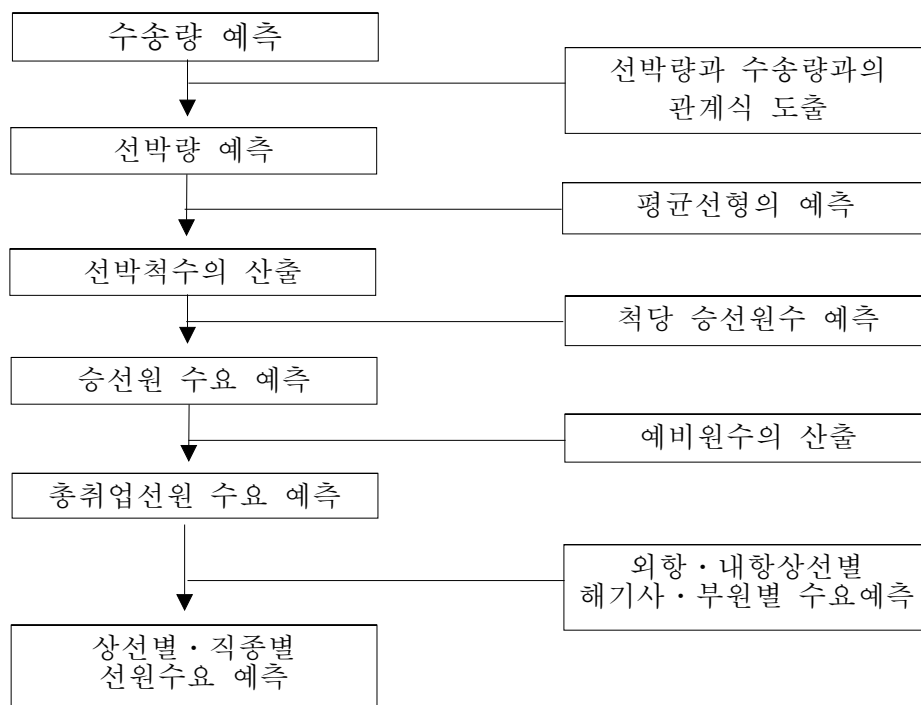 수송량 예측
선박량과 수송량과의
관계식 도출
선박량 예측
평균선형의 예측
선박척수의 산출
척당 승선원수 예측
승선원 수요 예측
예비원수의 산출
총취업선원 수요 예측
외항·내항상선별
해기사·부원별 수요예측
상선별·직종별
선원수요 예측